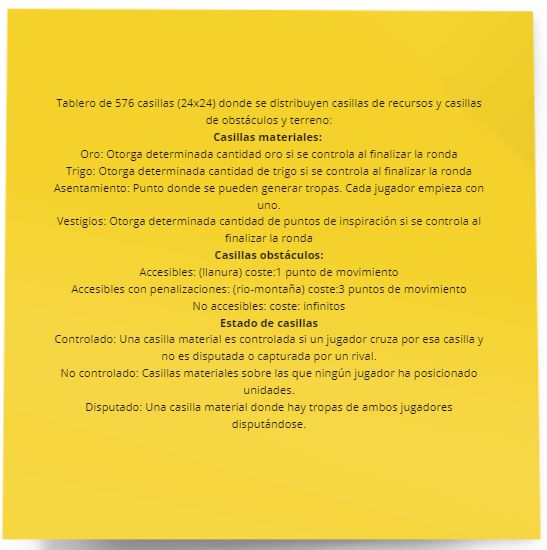 Tablero de 576 casillas (24x24) donde se distribuyen casillas de recursos y casillas
de obstáculos y terreno:
Casillas materiales:
Oro: Otorga determinada cantidad oro si se controla al finalizar la ronda
Trigo: Otorga determinada cantidad de trigo si se controla al finalizar la ronda
Asentamiento: Punto donde se pueden generar tropas. Cada jugador empieza con
uno.
Vestigios: Otorga determinada cantidad de puntos de inspiración si se controla al
finalizar la ronda
Casillas obstáculos:
Accesibles: (llanura) coste:1 punto de movimiento
Accesibles con penalizaciones: (rio-montaña) coste:3 puntos de movimiento
No accesibles: coste: infinitos
Estado de casillas
Controlado: Una casilla material es controlada si un jugador cruza por esa casilla y
no es disputada o capturada por un rival.
No controlado: Casillas materiales sobre las que ningún jugador ha posicionado
unidades.
Disputado: Una casilla material donde hay tropas de ambos jugadores
disputándose.